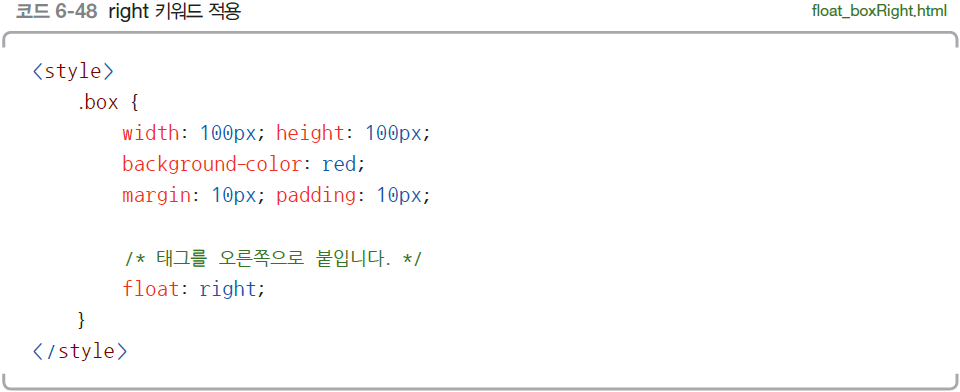 코드 6-48 right 키워드 적용 float_boxRight.html
<style>
.box {
width: 100px; height: 100px;
background-color: red;
margin: 10px; padding: 10px;
/* 태그를 오른쪽으로 붙입니다. */
float: right;
}
</style>